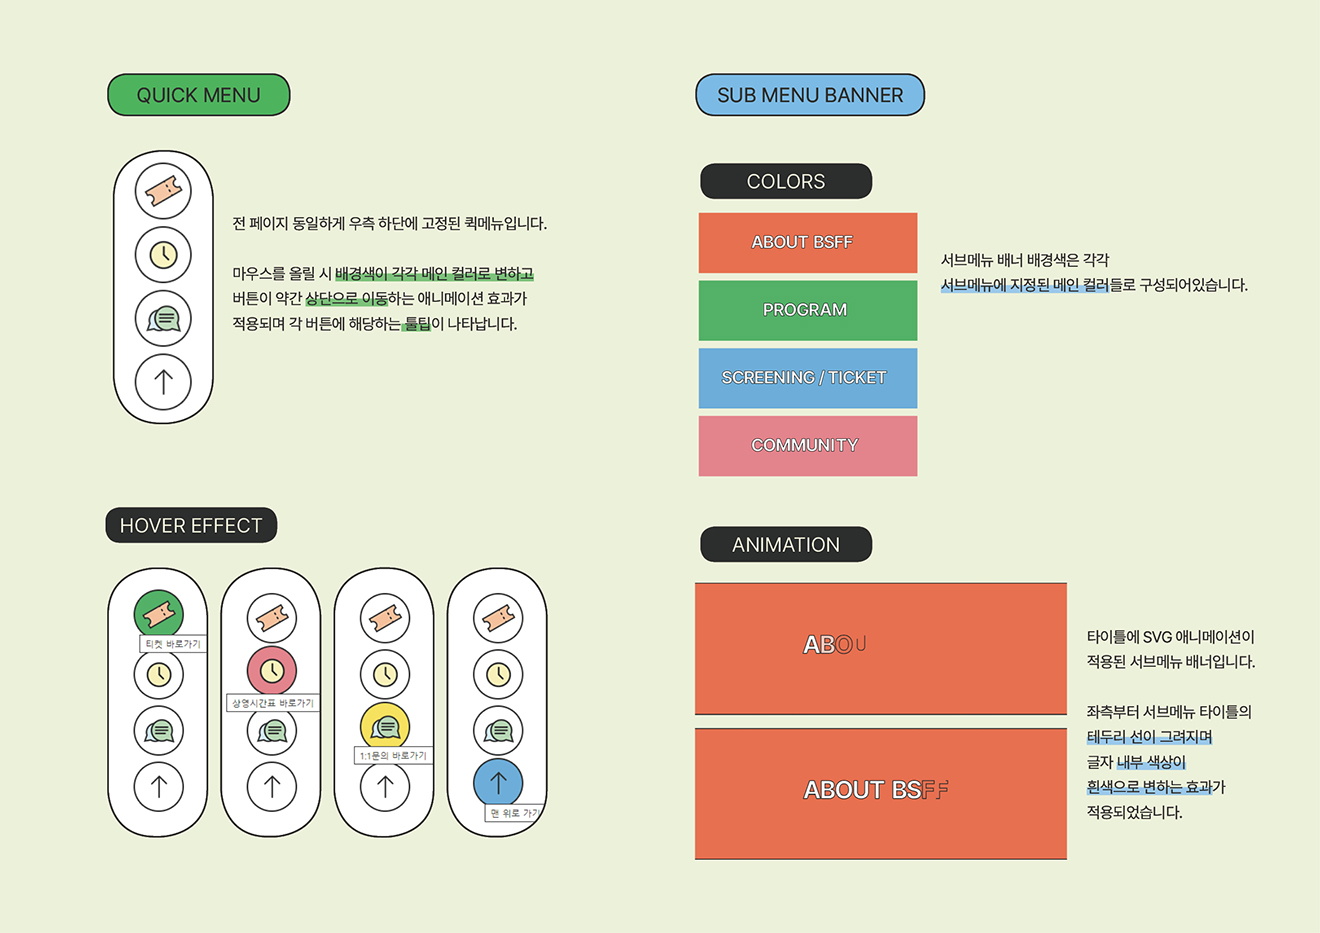 QUICK MENU
전 페이지 동일하게 우측 하단에 고정된 퀵메뉴입니다.
마우스를 올릴 시 배경색이 각각 메인 컬러로 변하고
버튼이 약간 상단으로 이동하는 애니메이션 효과가
적용되며 각 버튼에 해당하는 툴팁이 나타납니다.
HOVER EFFECT
티켓 바로가기
상영시간표 바로가기
1:1문의 바로가기
맨 위로 가기
SUB MENU BANNER
COLORS
ABOUT BSFF
PROGRAM
SCREENING / TICKET
COMMUNITY
서브메뉴 배너 배경색은 각각
서브메뉴에 지정된 메인 컬러들로 구성되어있습니다.
ANIMATION
ABOU
ABOUT BSFF
타이틀에 SVG 애니메이션이
적용된 서브메뉴 배너입니다.
좌측부터 서브메뉴 타이틀의
테두리 선이 그려지며
글자 내부 색상이
흰색으로 변하는 효과가
적용되었습니다.